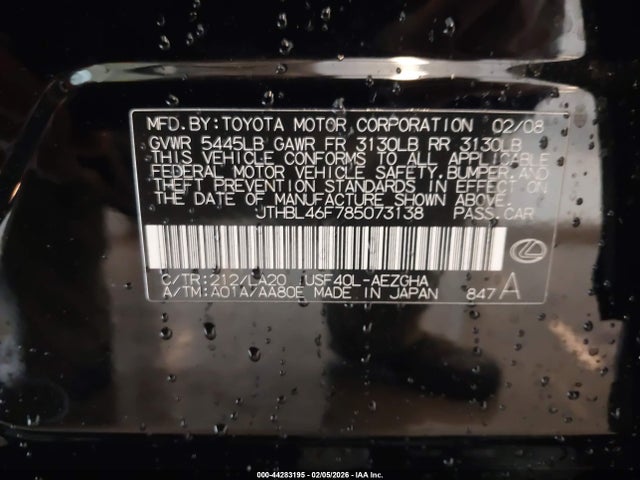 MFD.BY:TOYOTA MOTOR CORPORATION 02/08
GVWR 5445LB GAWR FR 3130LB RR 3130LB
THIS VEHICLE CONFORMS TO ALL APPLICABLE
FEDERAL MOTOR VEHICLE SAFETY,BUMPER,AND
THEFT PREVENTION STANDARDS IN EFFECT ON
THE DATE OF MANUFACTURE SHOWN ABOVE.
JTHBL46F785073138 PASS.CAR
C/TR:212/LA20 USF40L-AEZGHA
A/TM:A01A/AA80E MADE IN JAPAN 847 A
000-44283195 - 02/05/2026 - IAA Inc.